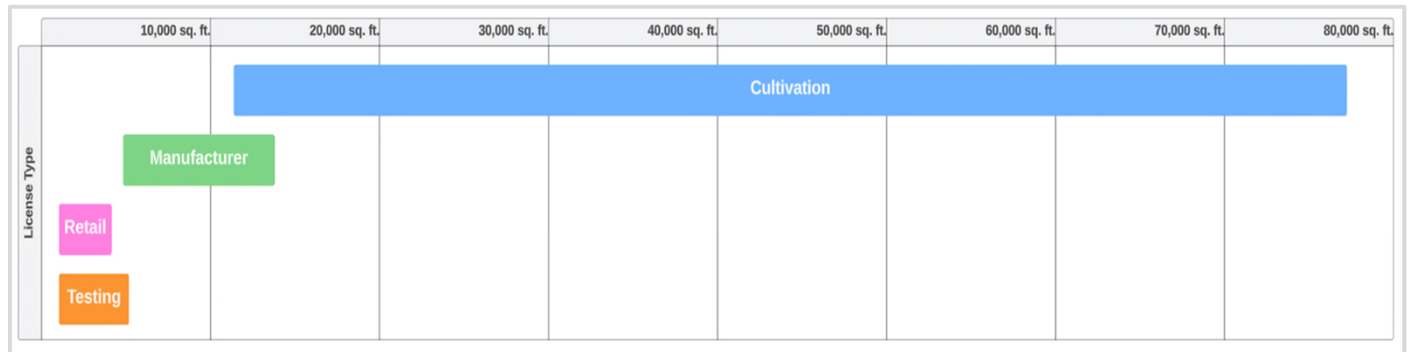 10,000 sq. ft. 20,000 sq. ft. 30,000 sq. ft. 40,000 sq. ft. 50,000 sq. ft. 60,000 sq. ft. 70,000 sq. ft. 80,000 sq. ft.
License Type
Cultivation
Manufacturer
Retail
Testing